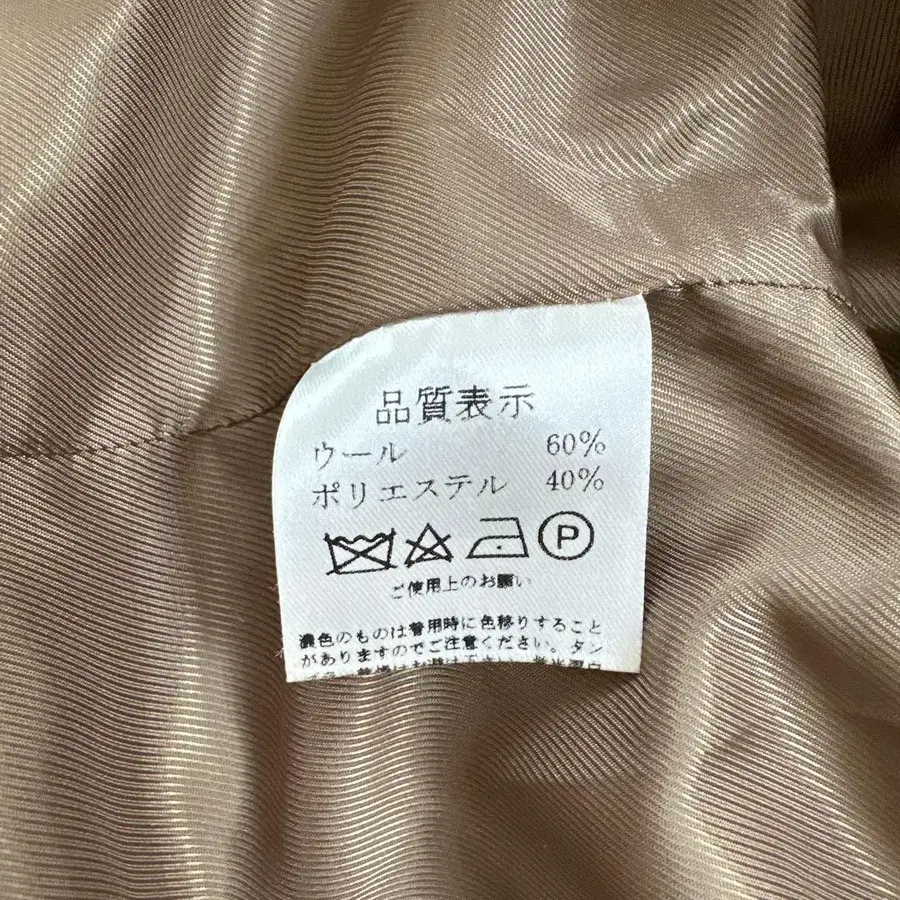 品質表示
ウール 60%
ポリエステル 40%
P
ご使用上のお願い
濃色のものは着用時に色移りすること
がありますのでご注意ください。タン